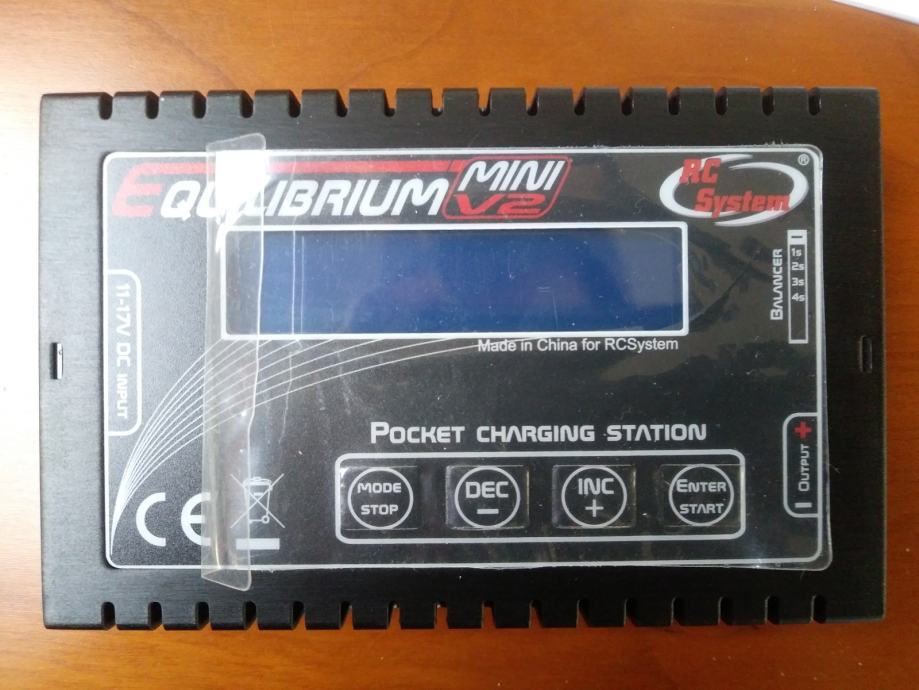 EQUILIBRIUM MINI V2
RC System ®
BALANCER
1s
2s
3s
4s
11-17V DC INPUT
Made in China for RCSystem
POCKET CHARGING STATION
MODE STOP
DEC –
INC +
ENTER START
– OUTPUT +
CE